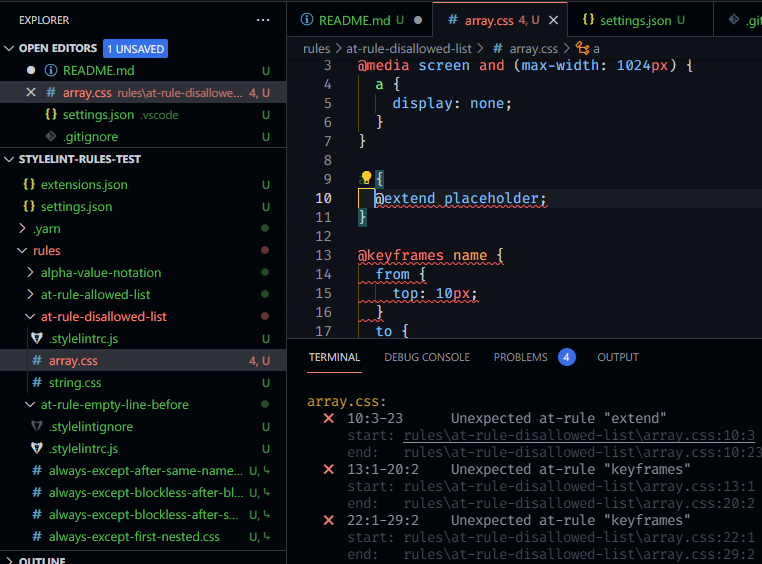 EXPLORER
OPEN EDITORS 1 UNSAVED
README.md U
array.css rules\at-rule-disallowe... 4, U
settings.json .vscode U
.gitignore U
STYLELINT-RULES-TEST
extensions.json U
settings.json U
.yarn
rules
alpha-value-notation
at-rule-allowed-list
at-rule-disallowed-list
.stylelintrc.js U
array.css 4, U
string.css U
at-rule-empty-line-before
.stylelintignore U
.stylelintrc.js U
always-except-after-same-name... U,
always-except-blockless-after-bl... U,
always-except-blockless-after-s... U,
always-except-first-nested.css U,
OUTLINE
README.md U
array.css 4, U
settings.json U
.git
rules > at-rule-disallowed-list > array.css > a
3 @media screen and (max-width: 1024px) {
4 a {
5 display: none;
6 }
7 }
8
9 {
10 @extend placeholder;
11 }
12
13 @keyframes name {
14 from {
15 top: 10px;
16 }
17 to {
TERMINAL DEBUG CONSOLE PROBLEMS 4 OUTPUT
array.css:
10:3-23 Unexpected at-rule "extend"
start: rules\at-rule-disallowed-list\array.css:10:3
end: rules\at-rule-disallowed-list\array.css:10:23
13:1-20:2 Unexpected at-rule "keyframes"
start: rules\at-rule-disallowed-list\array.css:13:1
end: rules\at-rule-disallowed-list\array.css:20:2
22:1-29:2 Unexpected at-rule "keyframes"
start: rules\at-rule-disallowed-list\array.css:22:1
end: rules\at-rule-disallowed-list\array.css:29:2